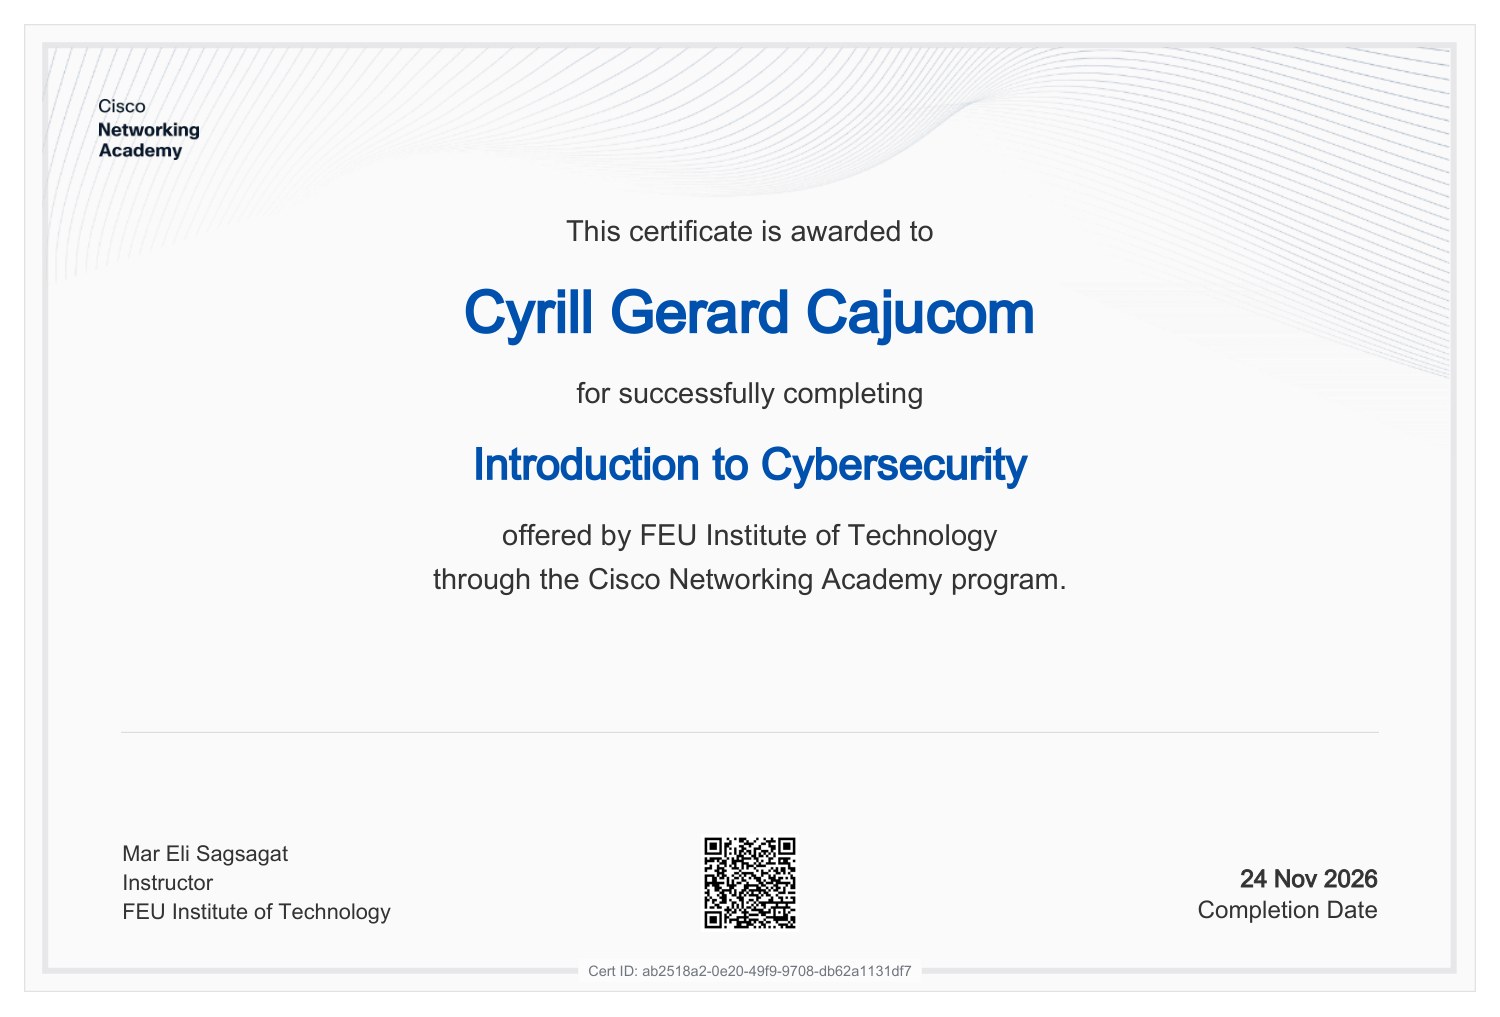 Cisco
Networking
Academy
This certificate is awarded to
Cyrill Gerard Cajucom
for successfully completing
Introduction to Cybersecurity
offered by FEU Institute of Technology
through the Cisco Networking Academy program.
Mar Eli Sagsagat
Instructor
FEU Institute of Technology
24 Nov 2026
Completion Date
Cert ID: ab2518a2-0e20-49f9-9708-db62a1131df7